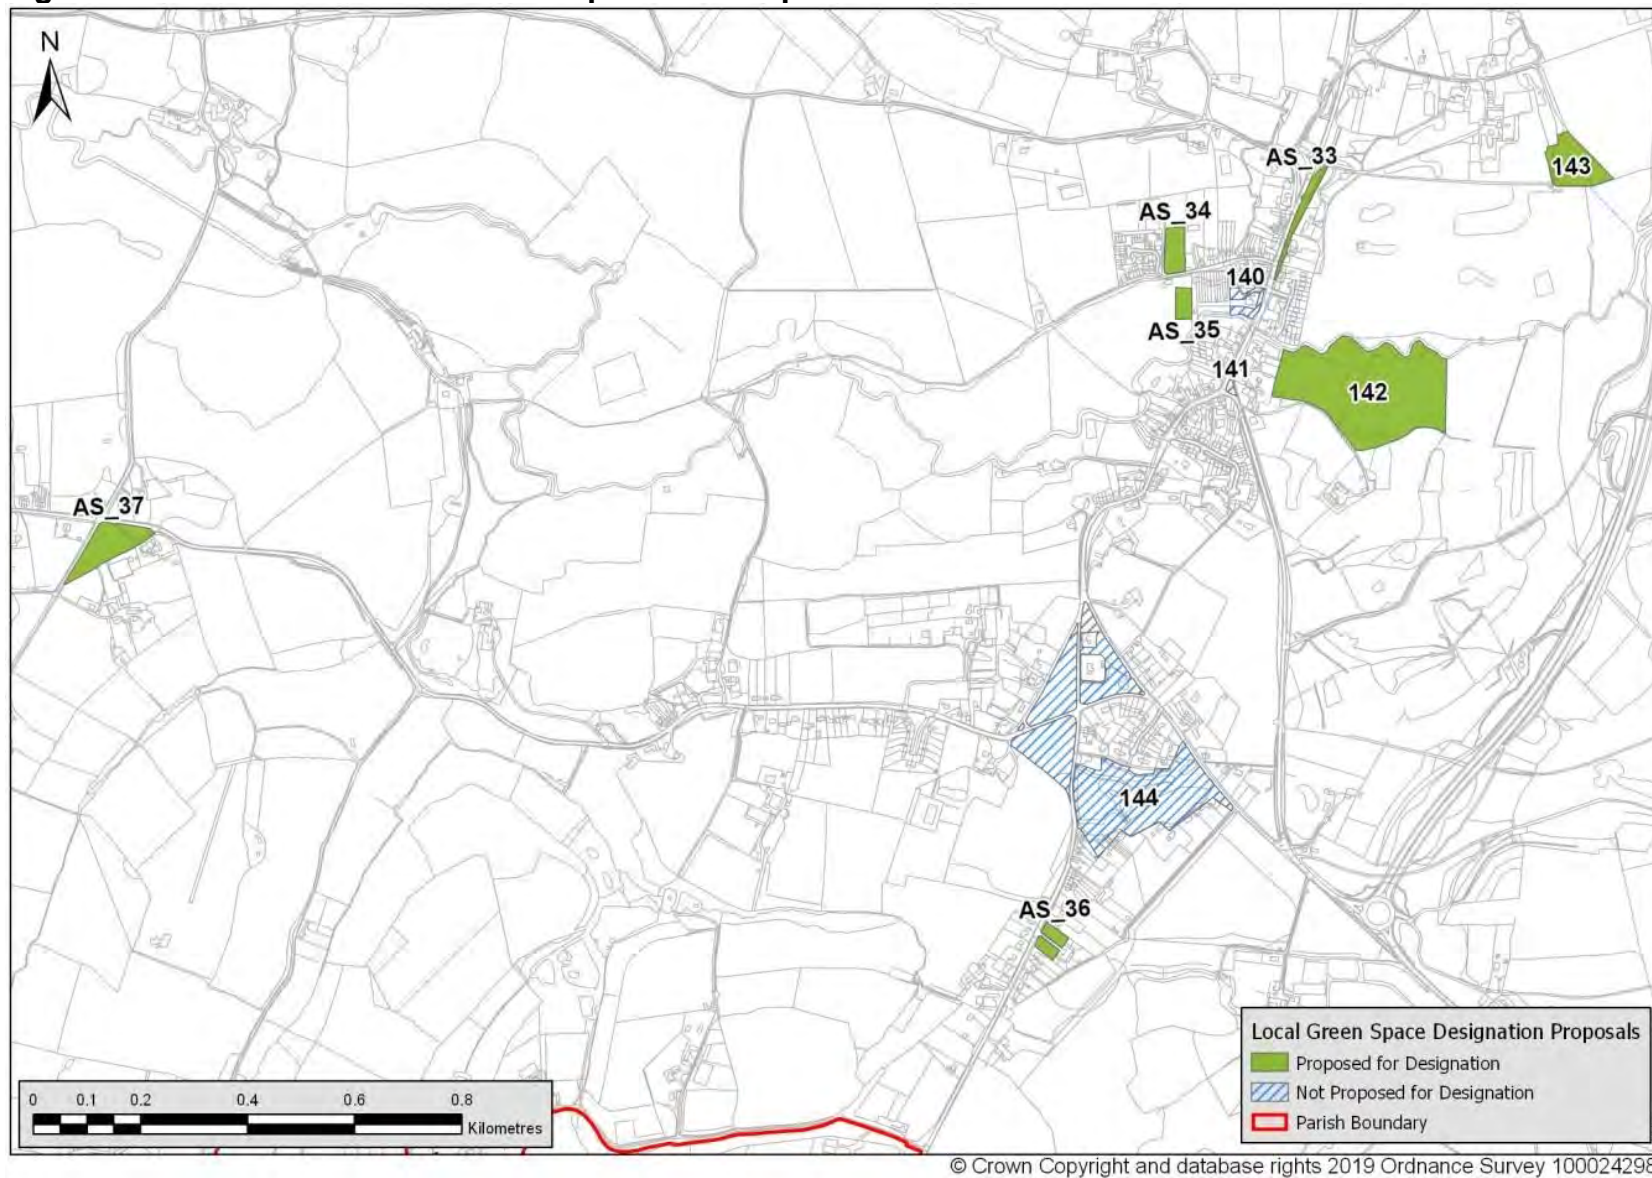 N
AS_33
143
AS_34
140
AS_35
141
142
AS_37
144
AS_36
Local Green Space Designation Proposals
Proposed for Designation
Not Proposed for Designation
Parish Boundary
0 0.1 0.2 0.4 0.6 0.8
Kilometres
© Crown Copyright and database rights 2019 Ordnance Survey 100024298